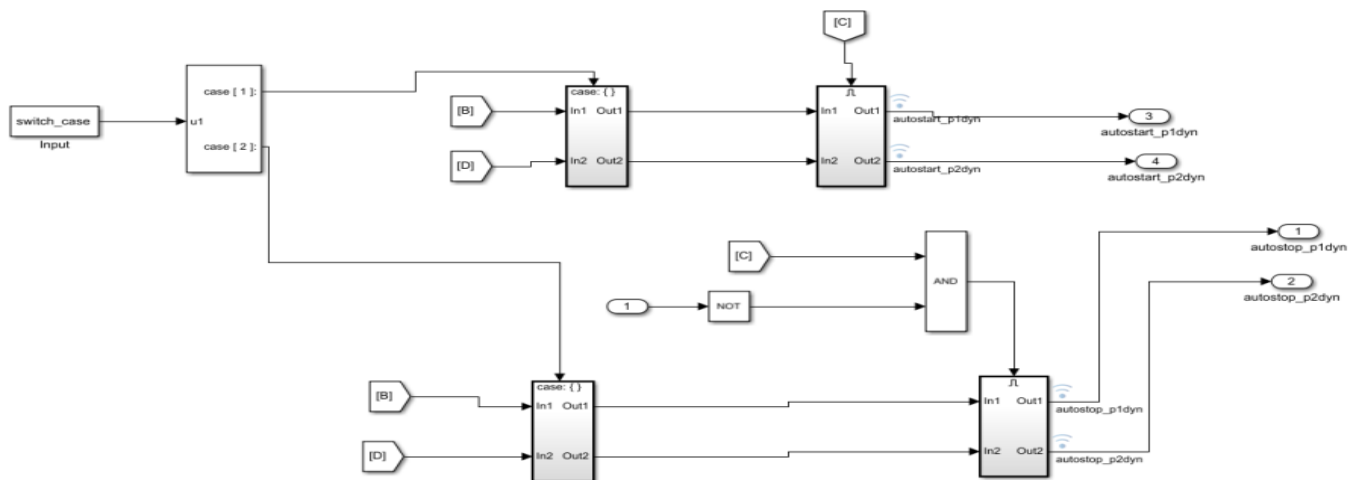 [C]
case [ 1 ]:
case: { }
[B]
In1 Out1
In1 Out1
autostart_p1dyn
3
autostart_p1dyn
switch_case
Input
u1
case [ 2 ]:
[D]
In2 Out2
In2 Out2
autostart_p2dyn
4
autostart_p2dyn
[C]
AND
1
NOT
1
autostop_p1dyn
2
autostop_p2dyn
case: { }
[B]
In1 Out1
In1 Out1
autostop_p1dyn
[D]
In2 Out2
In2 Out2
autostop_p2dyn